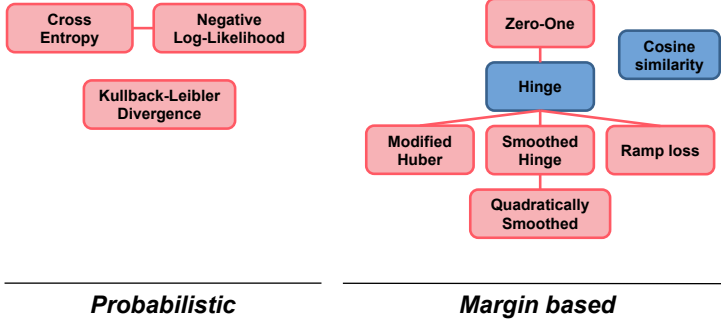 Cross
Entropy
Negative
Log-Likelihood
Kullback-Leibler
Divergence
Zero-One
Cosine
similarity
Hinge
Modified
Huber
Smoothed
Hinge
Ramp loss
Quadratically
Smoothed
Probabilistic
Margin based